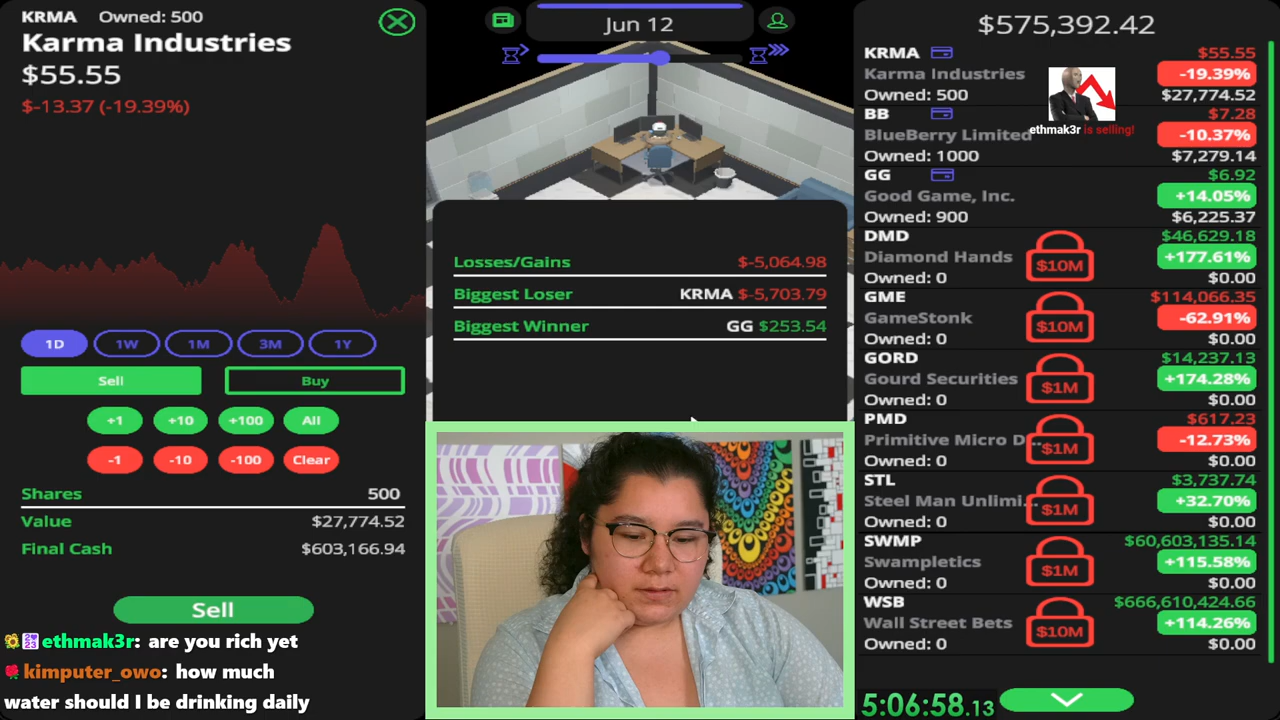 KRMA Owned: 500
Karma Industries
$55.55
$-13.37 (-19.39%)
1D 1W 1M 3M 1Y
Sell Buy
+1 +10 +100 All
-1 -10 -100 Clear
Shares 500
Value $27,774.52
Final Cash $603,166.94
Sell
ethmak3r: are you rich yet
kimputer_owo: how much
water should I be drinking daily
Jun 12
Losses/Gains $-5,064.98
Biggest Loser KRMA $-5,703.79
Biggest Winner GG $253.54
$575,392.42
KRMA $55.55
Karma Industries -19.39%
Owned: 500 $27,774.52
ethmak3r is selling!
BB $7.28
BlueBerry Limited -10.37%
Owned: 1000 $7,279.14
GG $6.92
Good Game, Inc. +14.05%
Owned: 900 $6,225.37
DMD $46,629.18
Diamond Hands $10M +177.61%
Owned: 0 $0.00
GME $114,066.35
GameStonk $10M -62.91%
Owned: 0 $0.00
GORD $14,237.13
Gourd Securities $1M +174.28%
Owned: 0 $0.00
PMD $617.23
Primitive Micro D... $1M -12.73%
Owned: 0 $0.00
STL $3,737.74
Steel Man Unlimi... $1M +32.70%
Owned: 0 $0.00
SWMP $60,603,135.14
Swampletics $1M +115.58%
Owned: 0 $0.00
WSB $666,610,424.66
Wall Street Bets $10M +114.26%
Owned: 0 $0.00
5:06:58.13